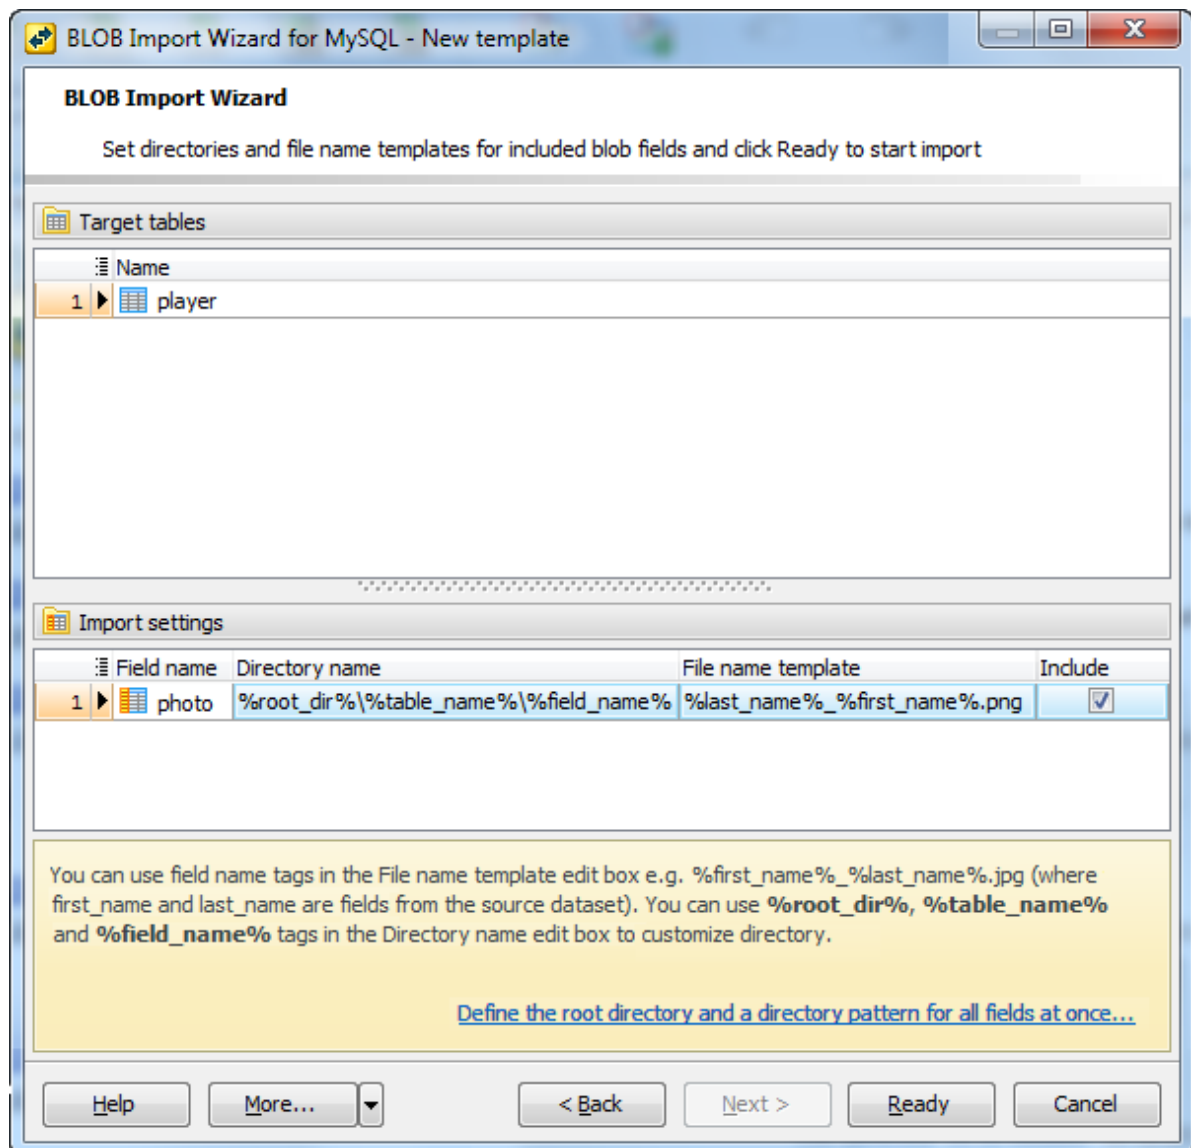 BLOB Import Wizard for MySQL - New template
BLOB Import Wizard
Set directories and file name templates for included blob fields and click Ready to start import
Target tables
Name
1 player
Import settings
Field name Directory name File name template Include
1 photo %root_dir%\%table_name%\%field_name% %last_name%_%first_name%.png
You can use field name tags in the File name template edit box e.g. %first_name%_%last_name%.jpg (where
first_name and last_name are fields from the source dataset). You can use %root_dir%, %table_name%
and %field_name% tags in the Directory name edit box to customize directory.
Define the root directory and a directory pattern for all fields at once...
Help More... < Back Next > Ready Cancel